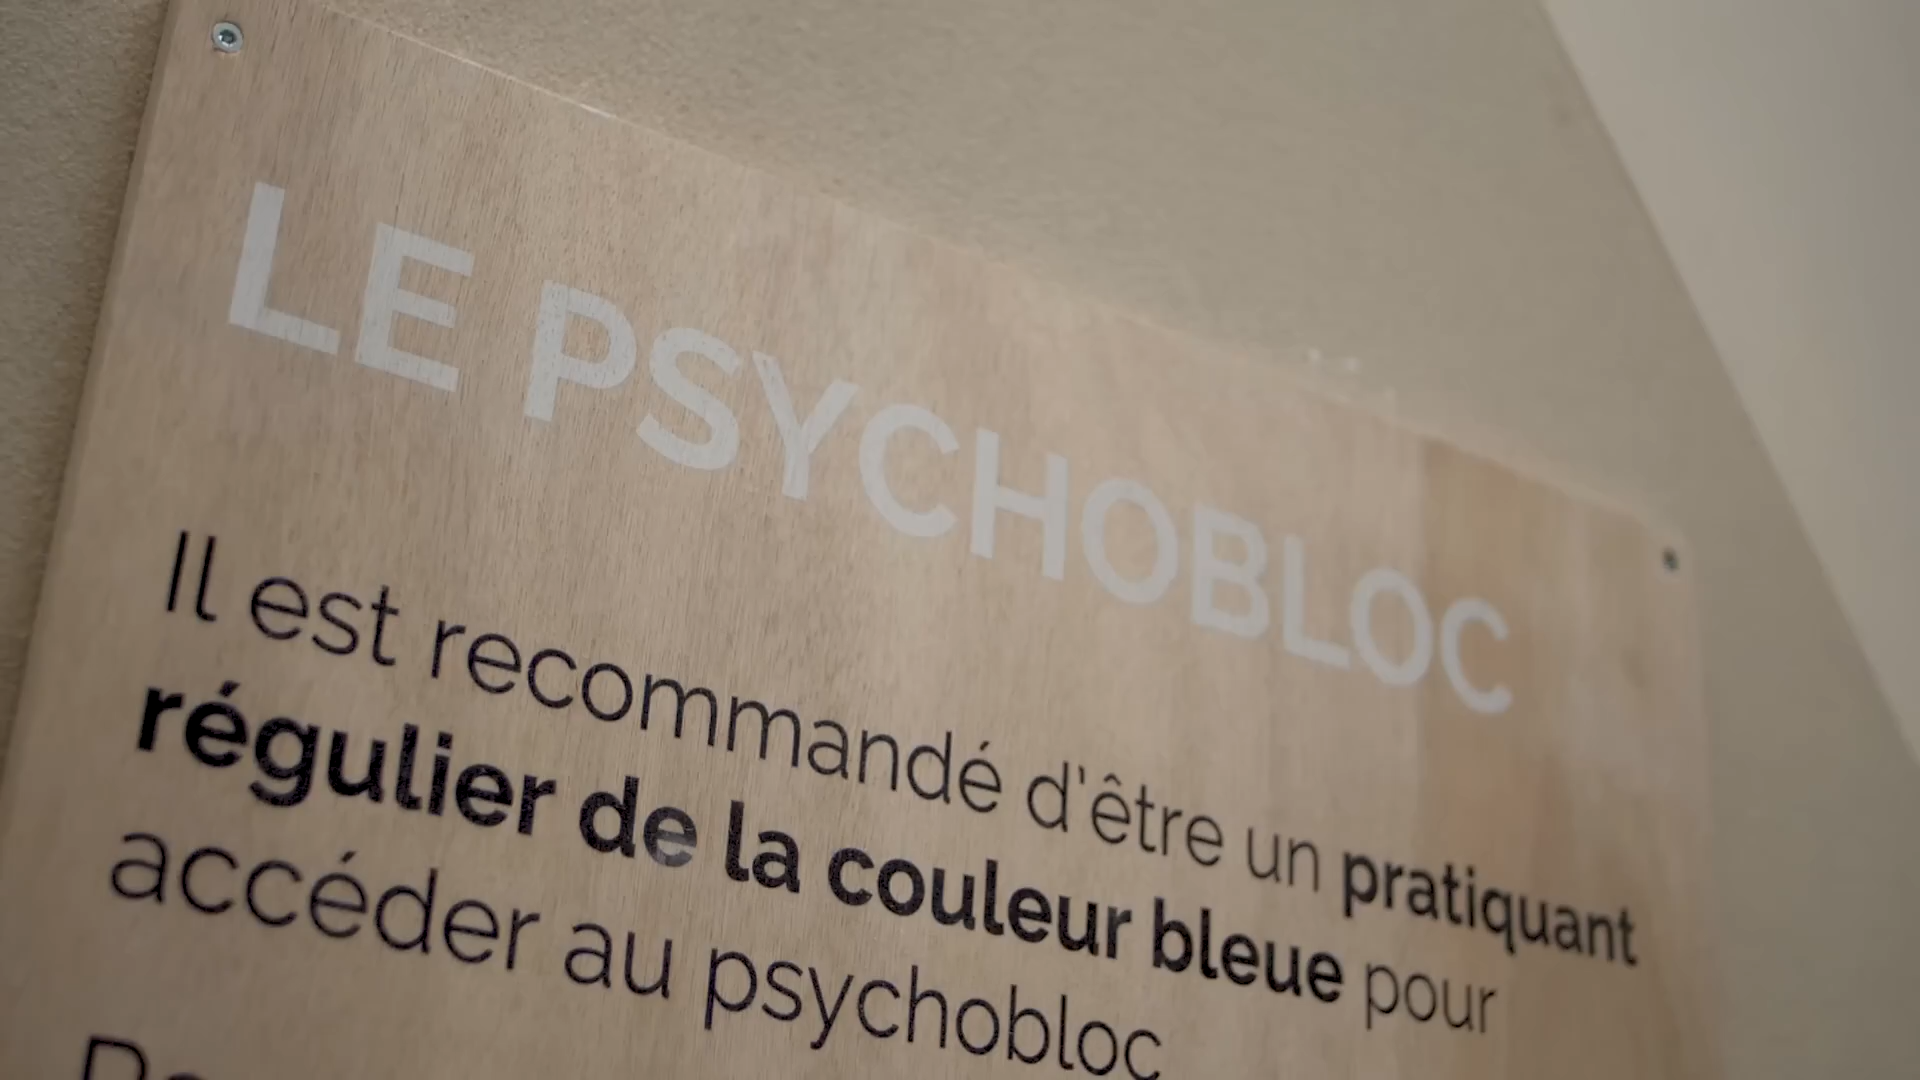 LE PSYCHOBLOC
Il est recommandé d'être un pratiquant
régulier de la couleur bleue pour
accéder au psychobloc